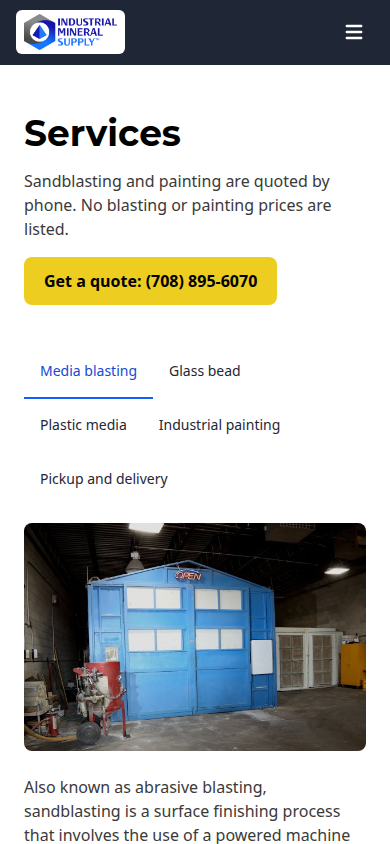 INDUSTRIAL
MINERAL
SUPPLY™
Services
Sandblasting and painting are quoted by
phone. No blasting or painting prices are
listed.
Get a quote: (708) 895-6070
Media blasting
Glass bead
Plastic media
Industrial painting
Pickup and delivery
OPEN
Also known as abrasive blasting,
sandblasting is a surface finishing process
that involves the use of a powered machine